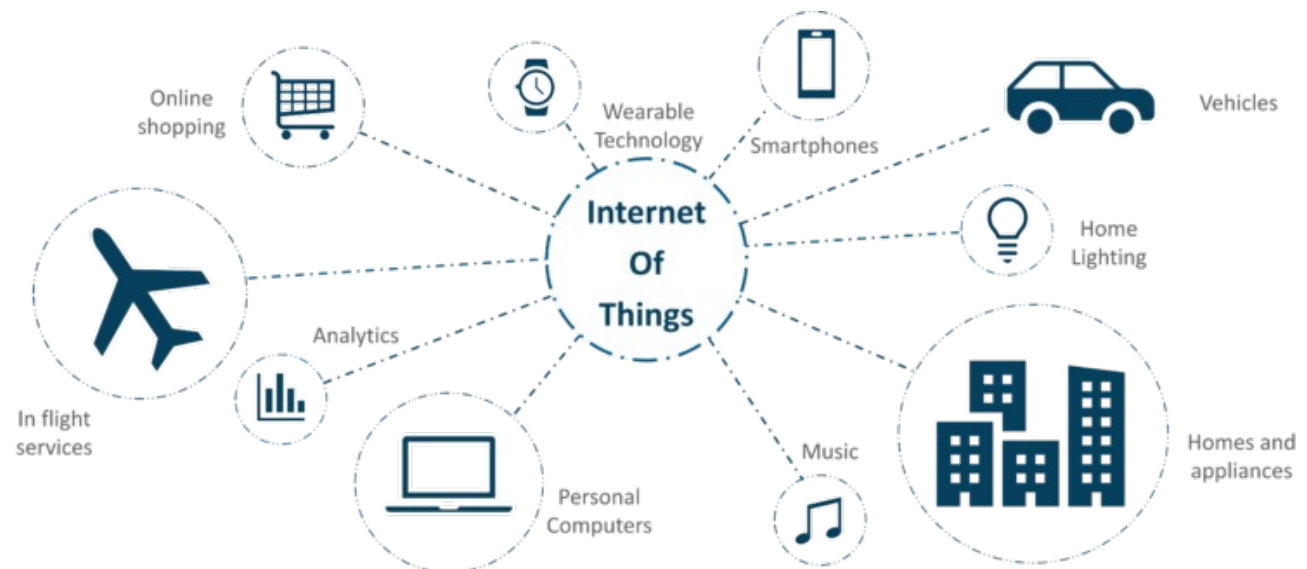 Online
shopping
Wearable
Technology
Smartphones
Vehicles
Internet
Of
Things
Home
Lighting
In flight
services
Analytics
Personal
Computers
Music
Homes and
appliances